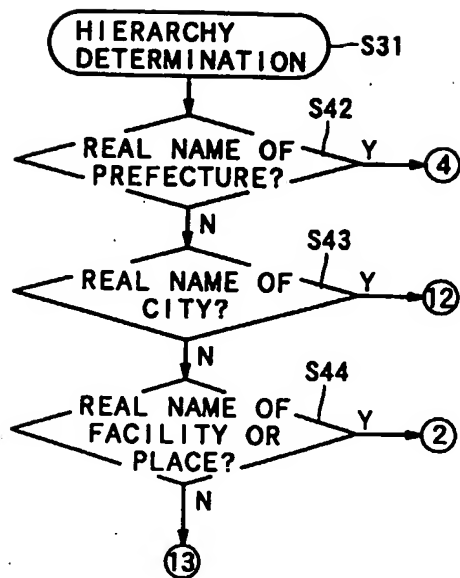 HIERARCHY
DETERMINATION
S31
S42
REAL NAME OF
PREFECTURE?
Y
4
N
S43
REAL NAME OF
CITY?
Y
12
N
S44
REAL NAME OF
FACILITY OR
PLACE?
Y
2
N
13